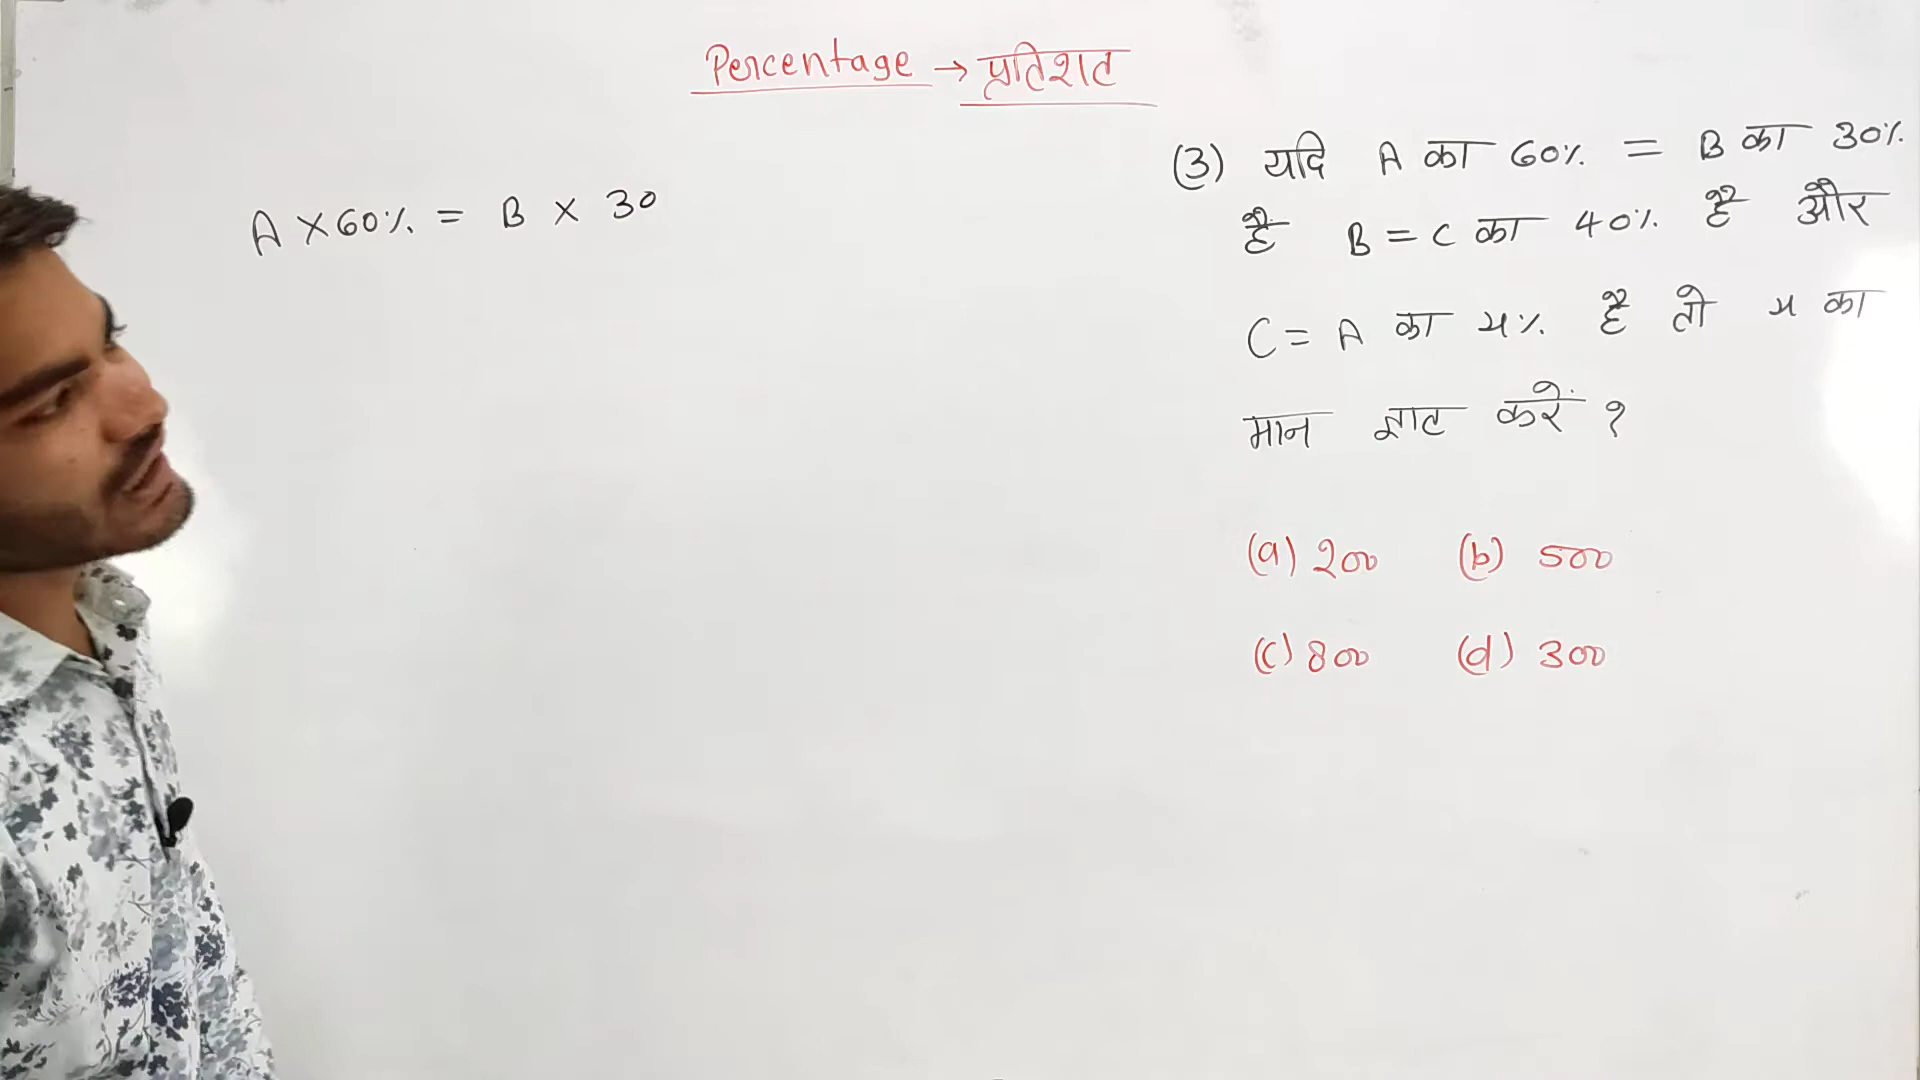 Percentage → प्रतिशत
A × 60% = B × 30
(3) यदि A का 60% = B का 30%
है B = C का 40% है और
C = A का x% है तो x का
मान ज्ञात करें ?
(a) 200 (b) 500
(c) 800 (d) 300